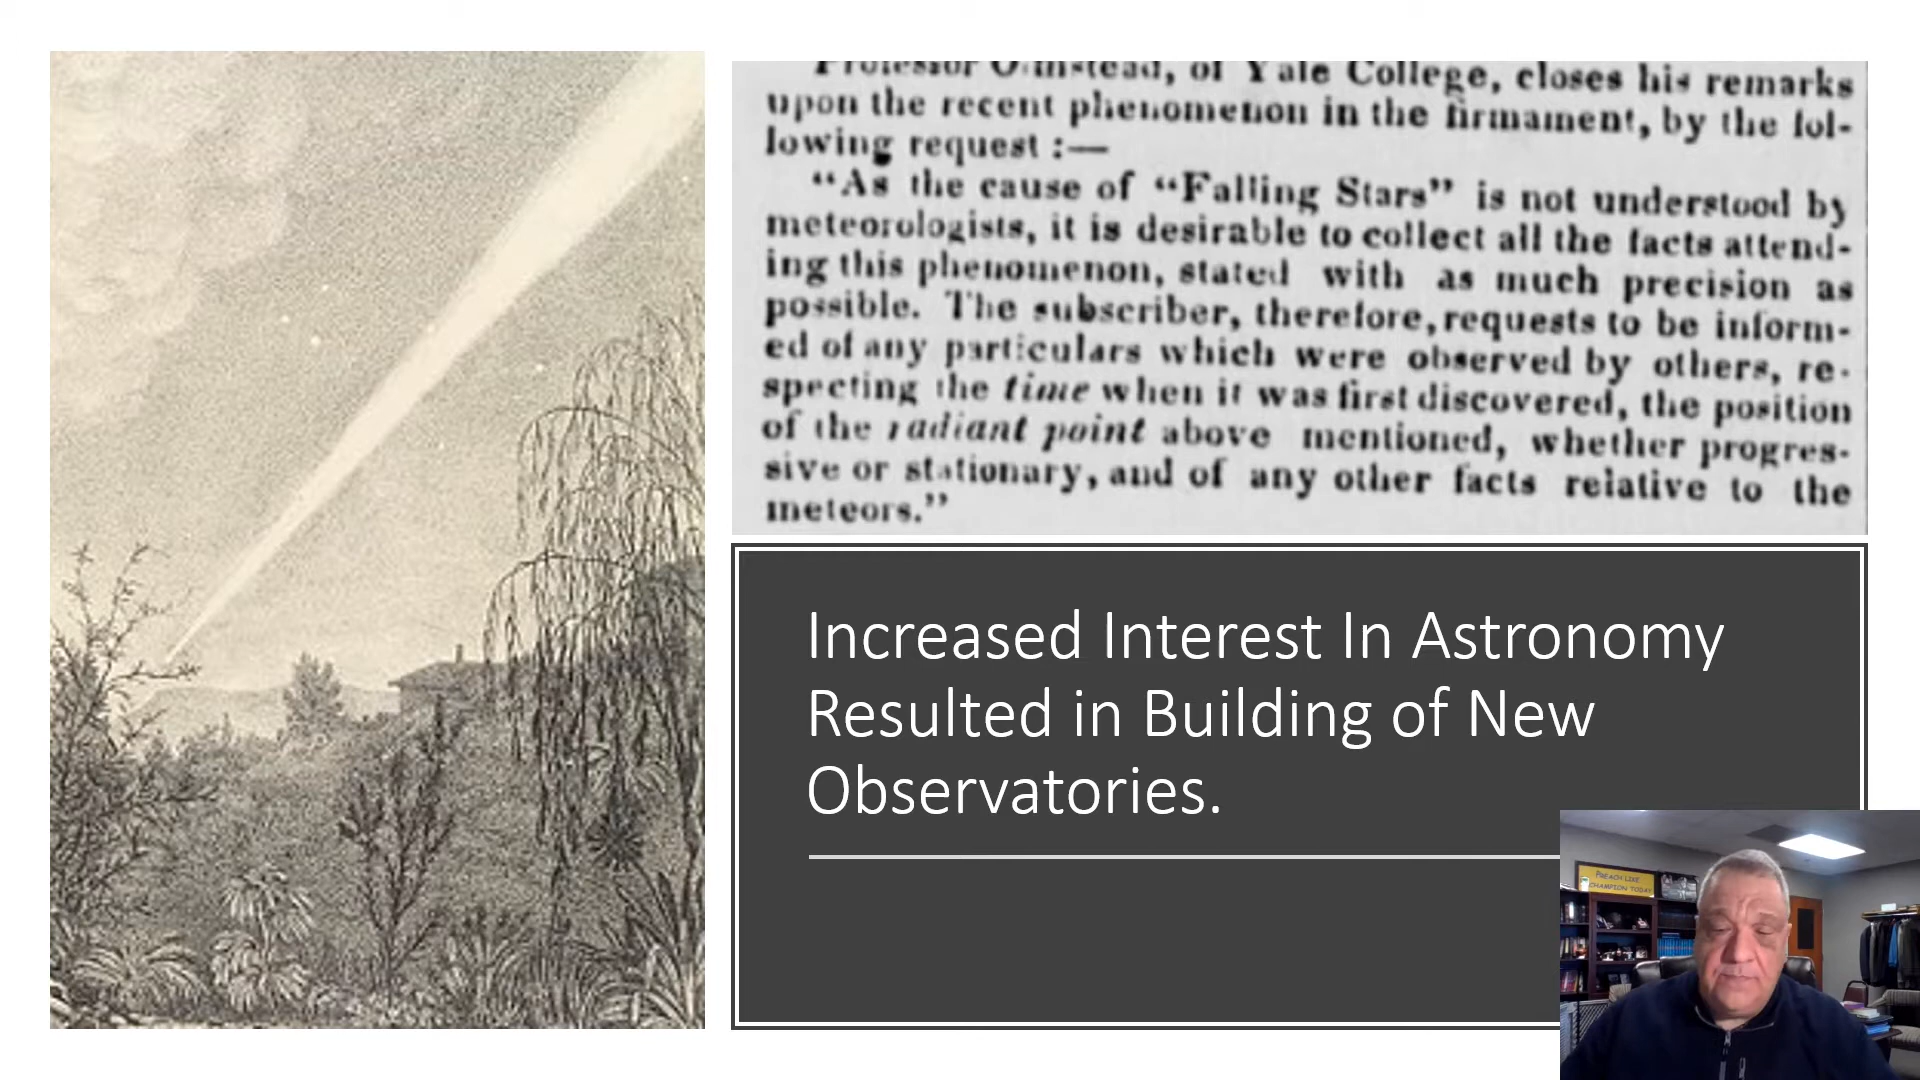 Professor Olmstead, of Yale College, closes his remarks
upon the recent phenomenon in the firmament, by the fol-
lowing request :—
“As the cause of “Falling Stars” is not understood by
meteorologists, it is desirable to collect all the facts attend-
ing this phenomenon, stated with as much precision as
possible. The subscriber, therefore, requests to be inform-
ed of any particulars which were observed by others, re-
specting the time when it was first discovered, the position
of the radiant point above mentioned, whether progres-
sive or stationary, and of any other facts relative to the
meteors.”
Increased Interest In Astronomy
Resulted in Building of New
Observatories.
PREACH LIKE
CHAMPION TODAY